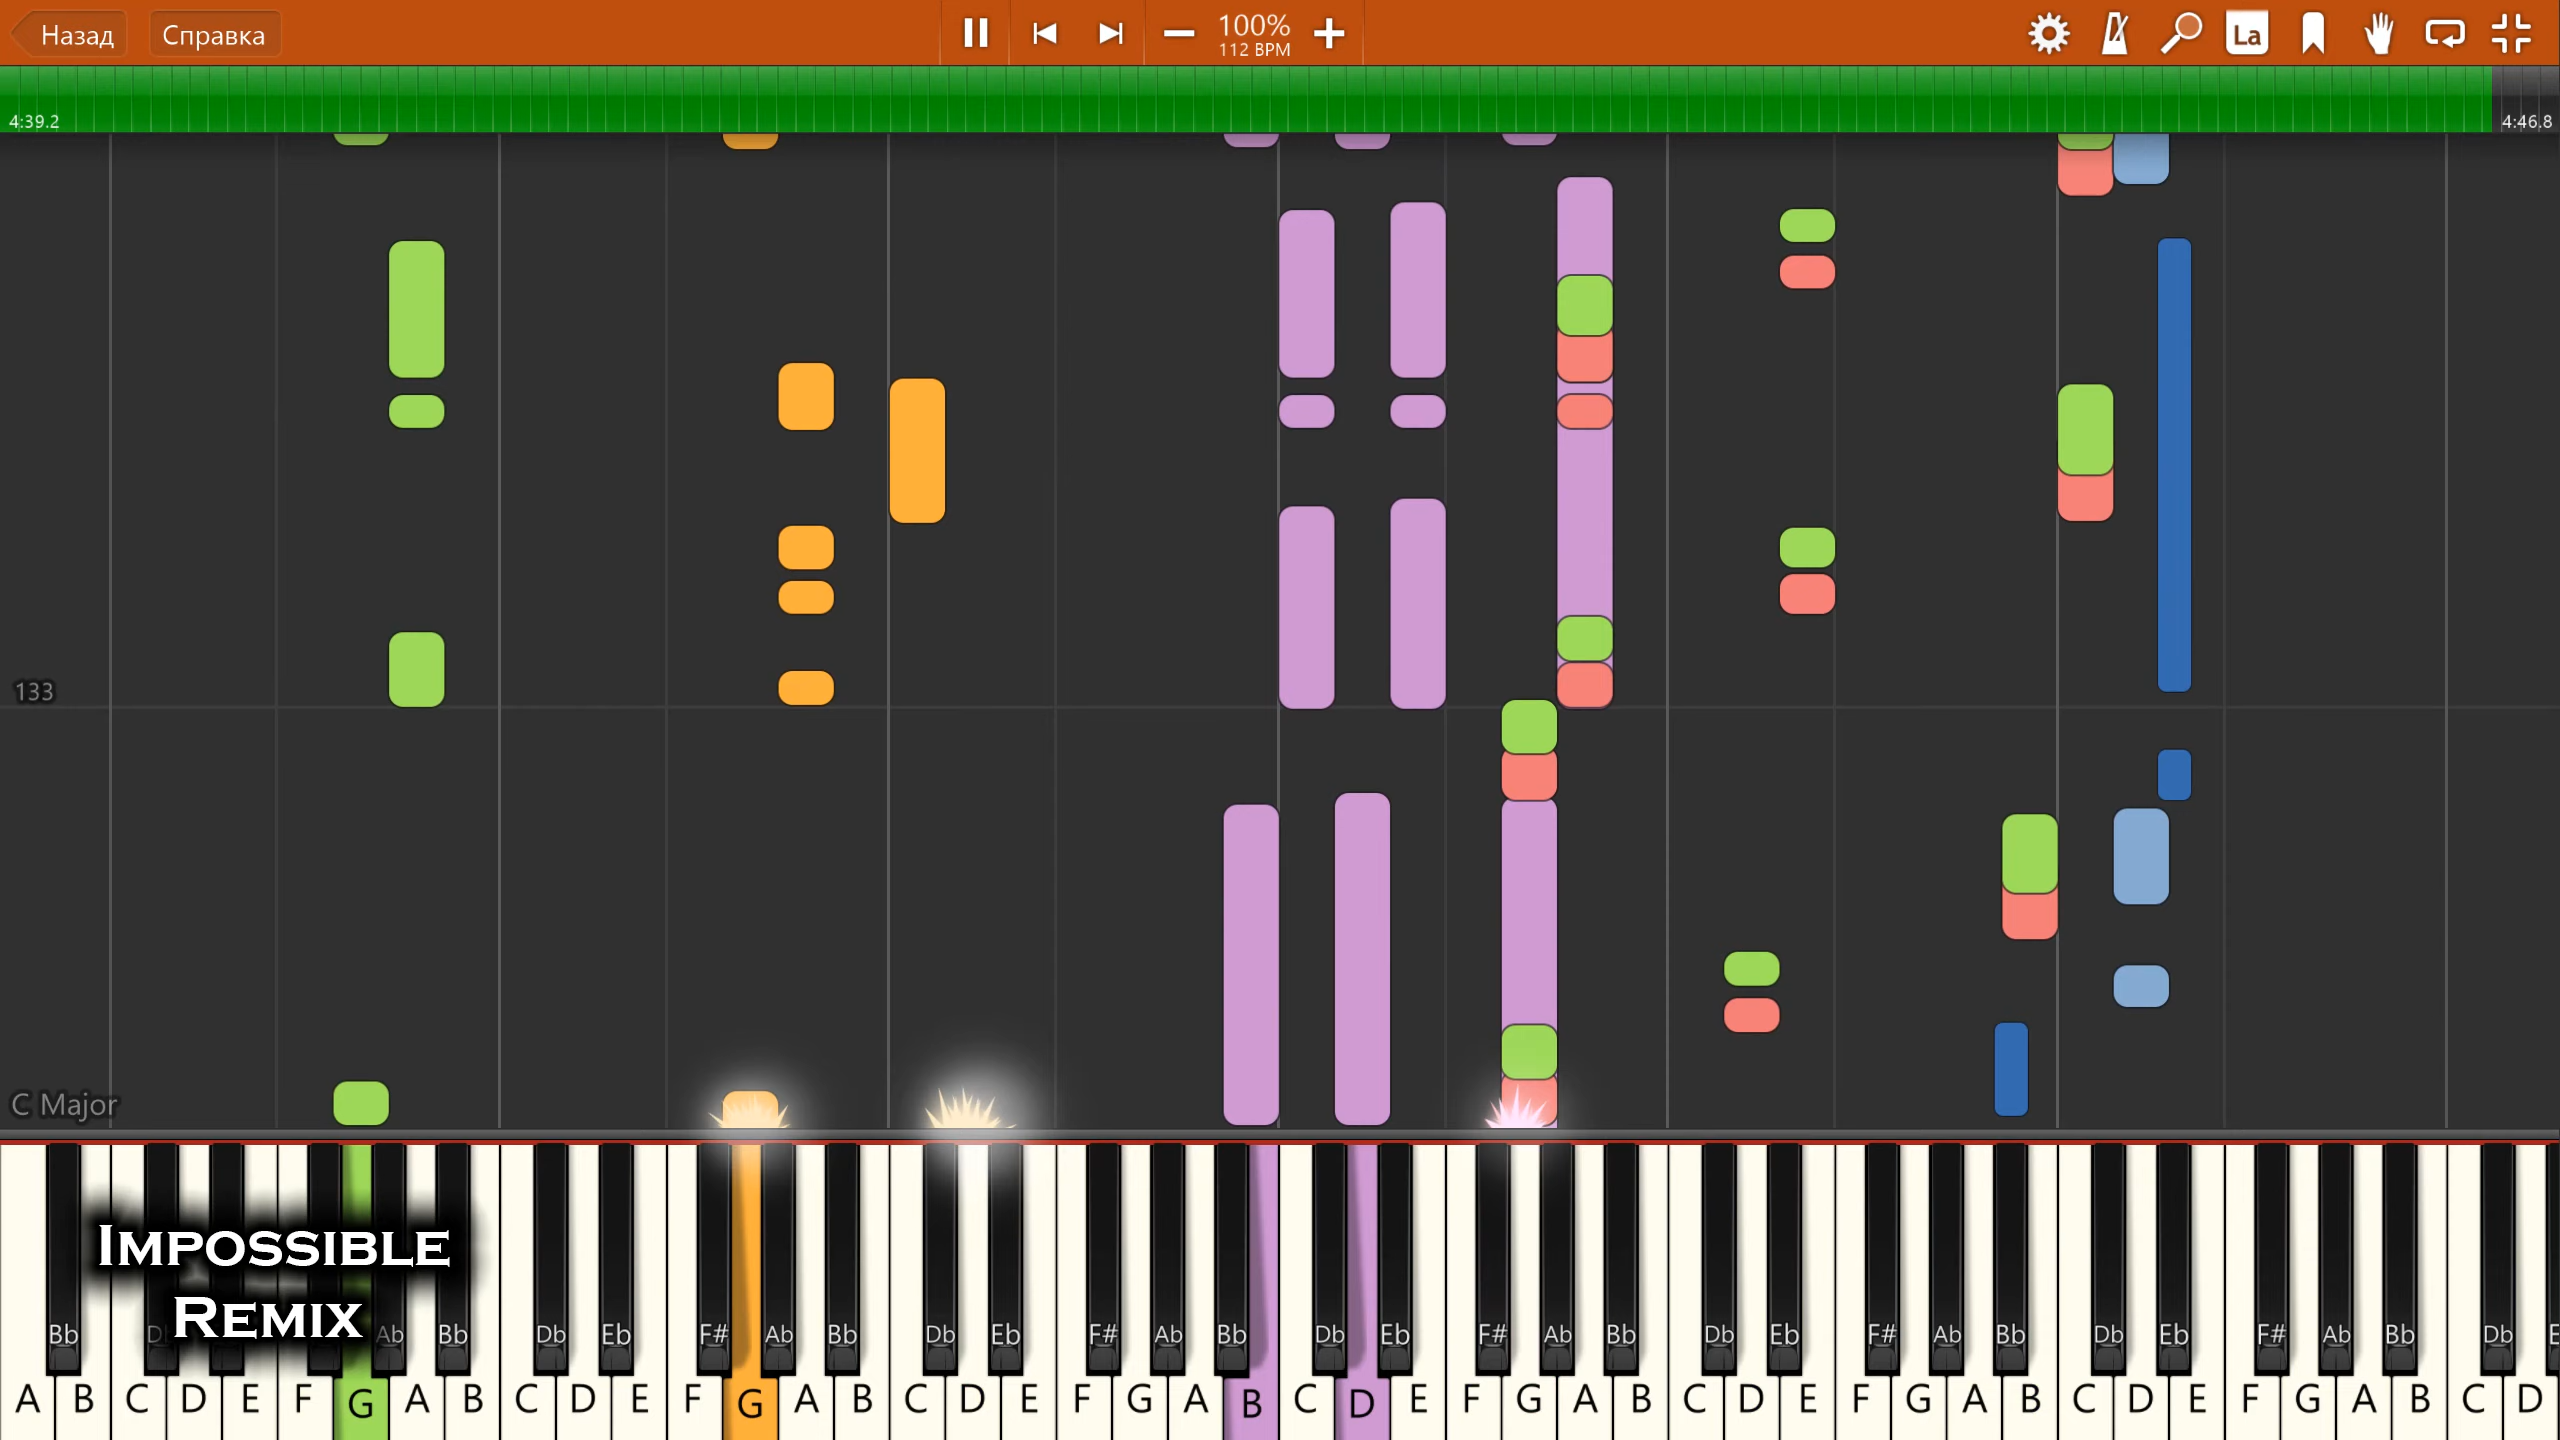 Назад Справка 100% La
112 BPM
4:39.2 4:46.8
133
C Major
Impossible
Remix
Bb Ab Bb Db Eb F# Ab Bb Db Eb F# Ab Bb Db Eb F# Ab Bb Db Eb F# Ab Bb Db Eb F# Ab Bb Db
A B C D E F G A B C D E F G A B C D E F G A B C D E F G A B C D E F G A B C D E F G A B C D